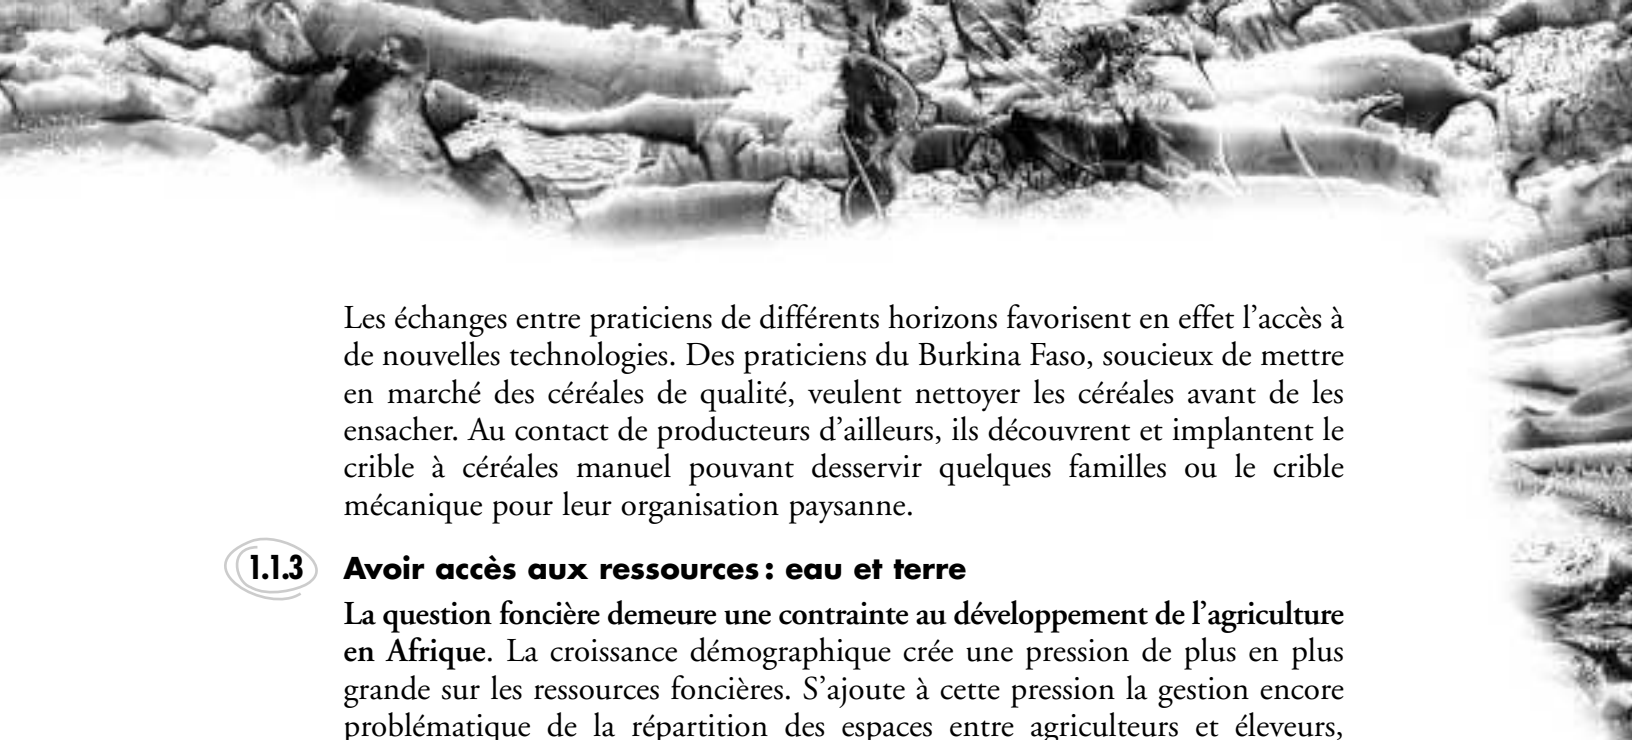 Les échanges entre praticiens de différents horizons favorisent en effet l’accès à
de nouvelles technologies. Des praticiens du Burkina Faso, soucieux de mettre
en marché des céréales de qualité, veulent nettoyer les céréales avant de les
ensacher. Au contact de producteurs d’ailleurs, ils découvrent et implantent le
crible à céréales manuel pouvant desservir quelques familles ou le crible
mécanique pour leur organisation paysanne.
1.1.3 Avoir accès aux ressources : eau et terre
La question foncière demeure une contrainte au développement de l’agriculture
en Afrique. La croissance démographique crée une pression de plus en plus
grande sur les ressources foncières. S’ajoute à cette pression la gestion encore
problématique de la répartition des espaces entre agriculteurs et éleveurs,